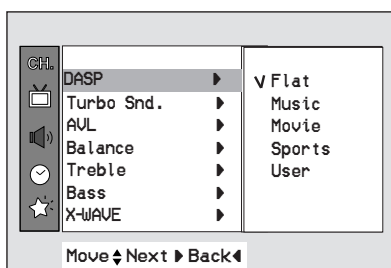 CH.
DASP
Turbo Snd.
AVL
Balance
Treble
Bass
X-WAVE
√ Flat
Music
Movie
Sports
User
Move Next Back